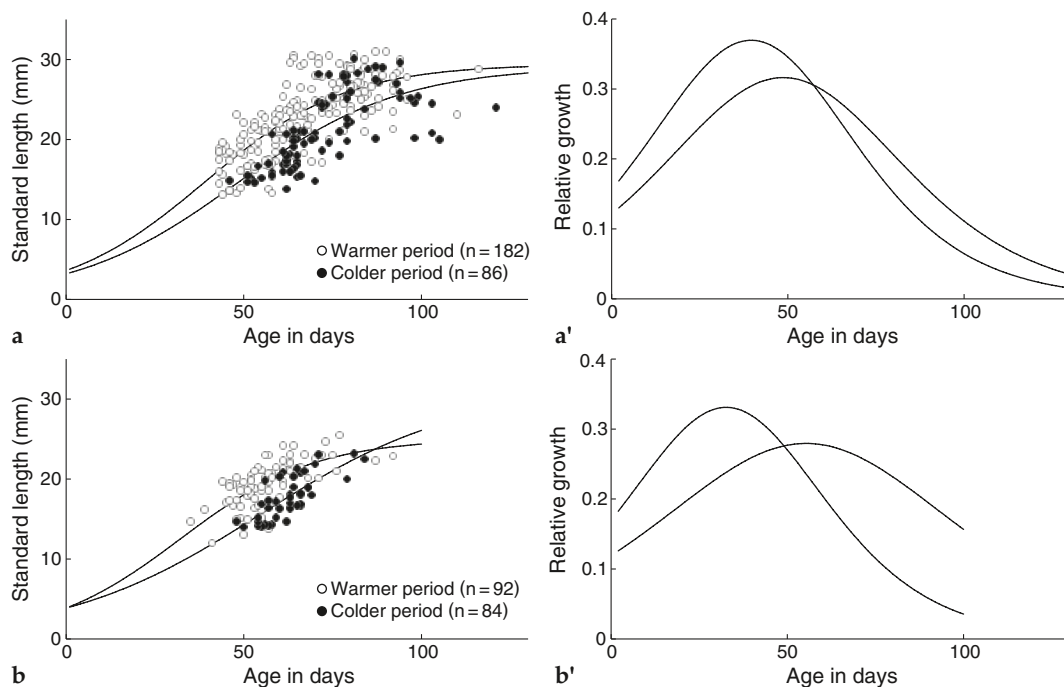 Standard length (mm)
30
20
10
0
0
50
100
○ Warmer period (n=182)
● Colder period (n=86)
a
Age in days
Relative growth
0.4
0.3
0.2
0.1
0
0
50
100
a'
Age in days
Standard length (mm)
30
20
10
0
0
50
100
○ Warmer period (n=92)
● Colder period (n=84)
b
Age in days
Relative growth
0.4
0.3
0.2
0.1
0
0
50
100
b'
Age in days